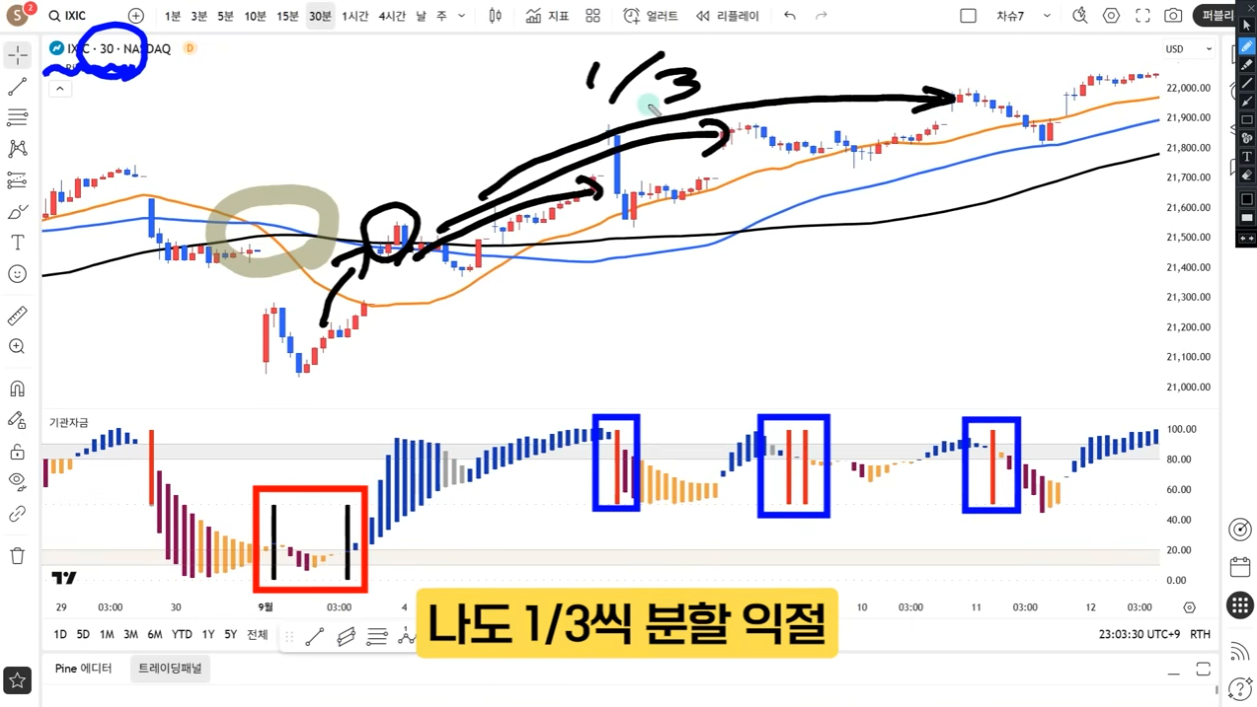 S 2 IXIC 1분 3분 5분 10분 15분 30분 1시간 4시간 날 주 지표 얼러트 리플레이 차슈7 퍼블리
IXIC · 30 · NASDAQ D
USD
1/3
22,000.00
21,900.00
21,800.00
21,700.00
21,600.00
21,500.00
21,400.00
21,300.00
21,200.00
21,100.00
21,000.00
기관자금
100.00
80.00
60.00
40.00
20.00
0.00
29 03:00 30 9월 03:00 4 10 03:00 11 03:00 12 03:00
나도 1/3씩 분할 익절
1D 5D 1M 3M 6M YTD 1Y 5Y 전체
23:03:30 UTC+9 RTH
Pine 에디터 트레이딩패널